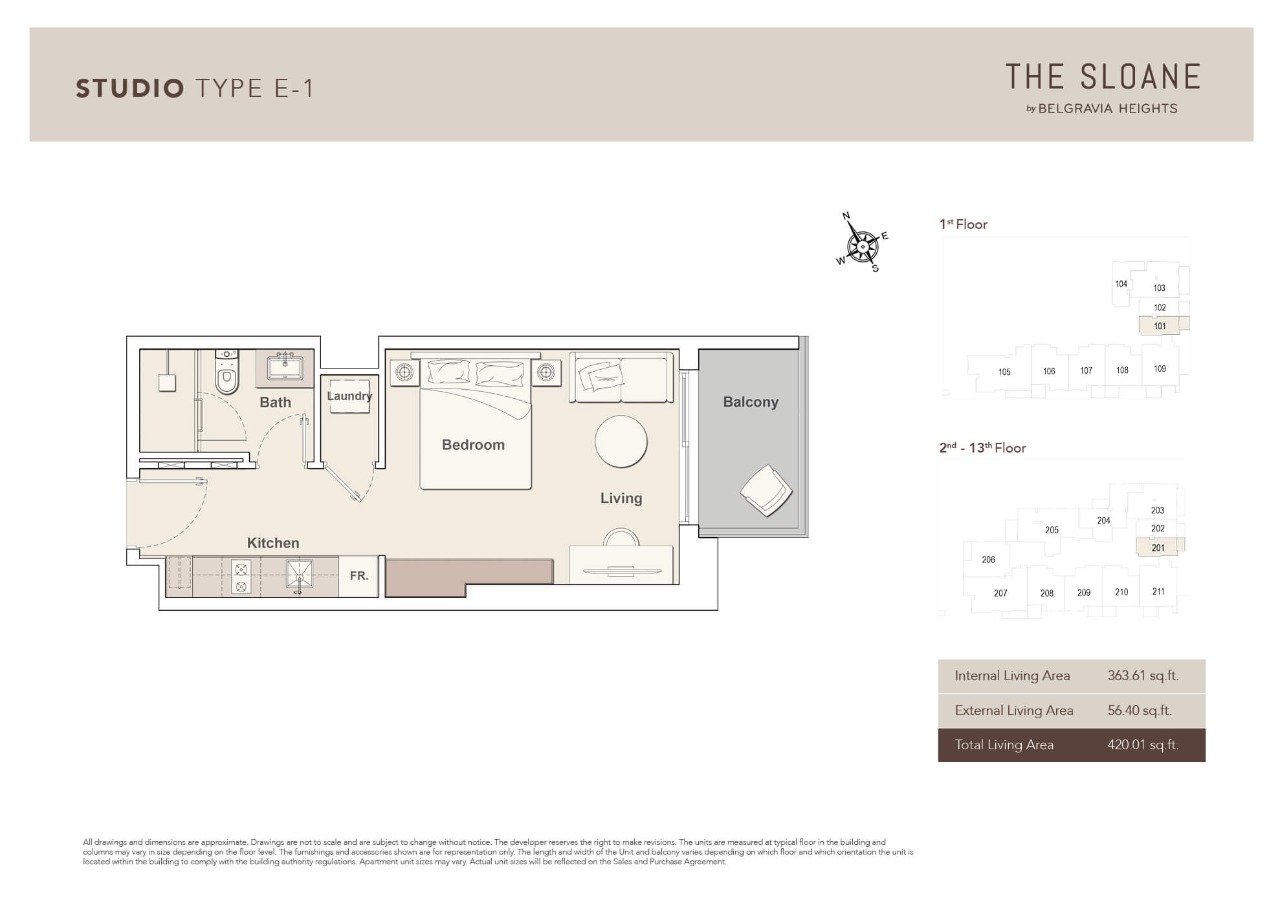 STUDIO TYPE E-1
THE SLOANE
by BELGRAVIA HEIGHTS
N
E
W
S
1st Floor
104
103
102
101
105
106
107
108
109
Bath
Laundry
Bedroom
Balcony
Living
Kitchen
FR.
2nd - 13th Floor
203
204
202
205
201
206
207
208
209
210
211
Internal Living Area 363.61 sq.ft.
External Living Area 56.40 sq.ft.
Total Living Area 420.01 sq.ft.
All drawings and dimensions are approximate. Drawings are not to scale and are subject to change without notice. The developer reserves the right to make revisions. The units are measured at typical floor in the building and
columns may vary in size depending on the floor level. The furnishings and accessories shown are for representation only. The length and width of the Unit and balcony varies depending on which floor and which orientation the unit is
located within the building to comply with the building authority regulations. Apartment unit sizes may vary. Actual unit sizes will be reflected on the Sales and Purchase Agreement.